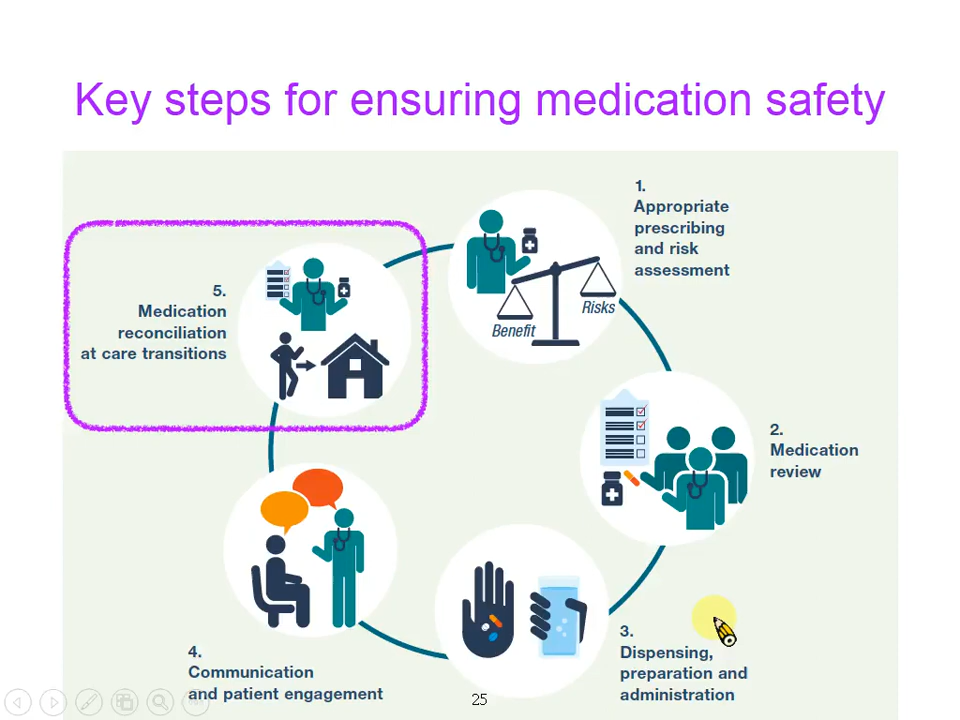 Key steps for ensuring medication safety
1.
Appropriate
prescribing
and risk
assessment
Benefit
Risks
2.
Medication
review
3.
Dispensing,
preparation and
administration
4.
Communication
and patient engagement
5.
Medication
reconciliation
at care transitions
25